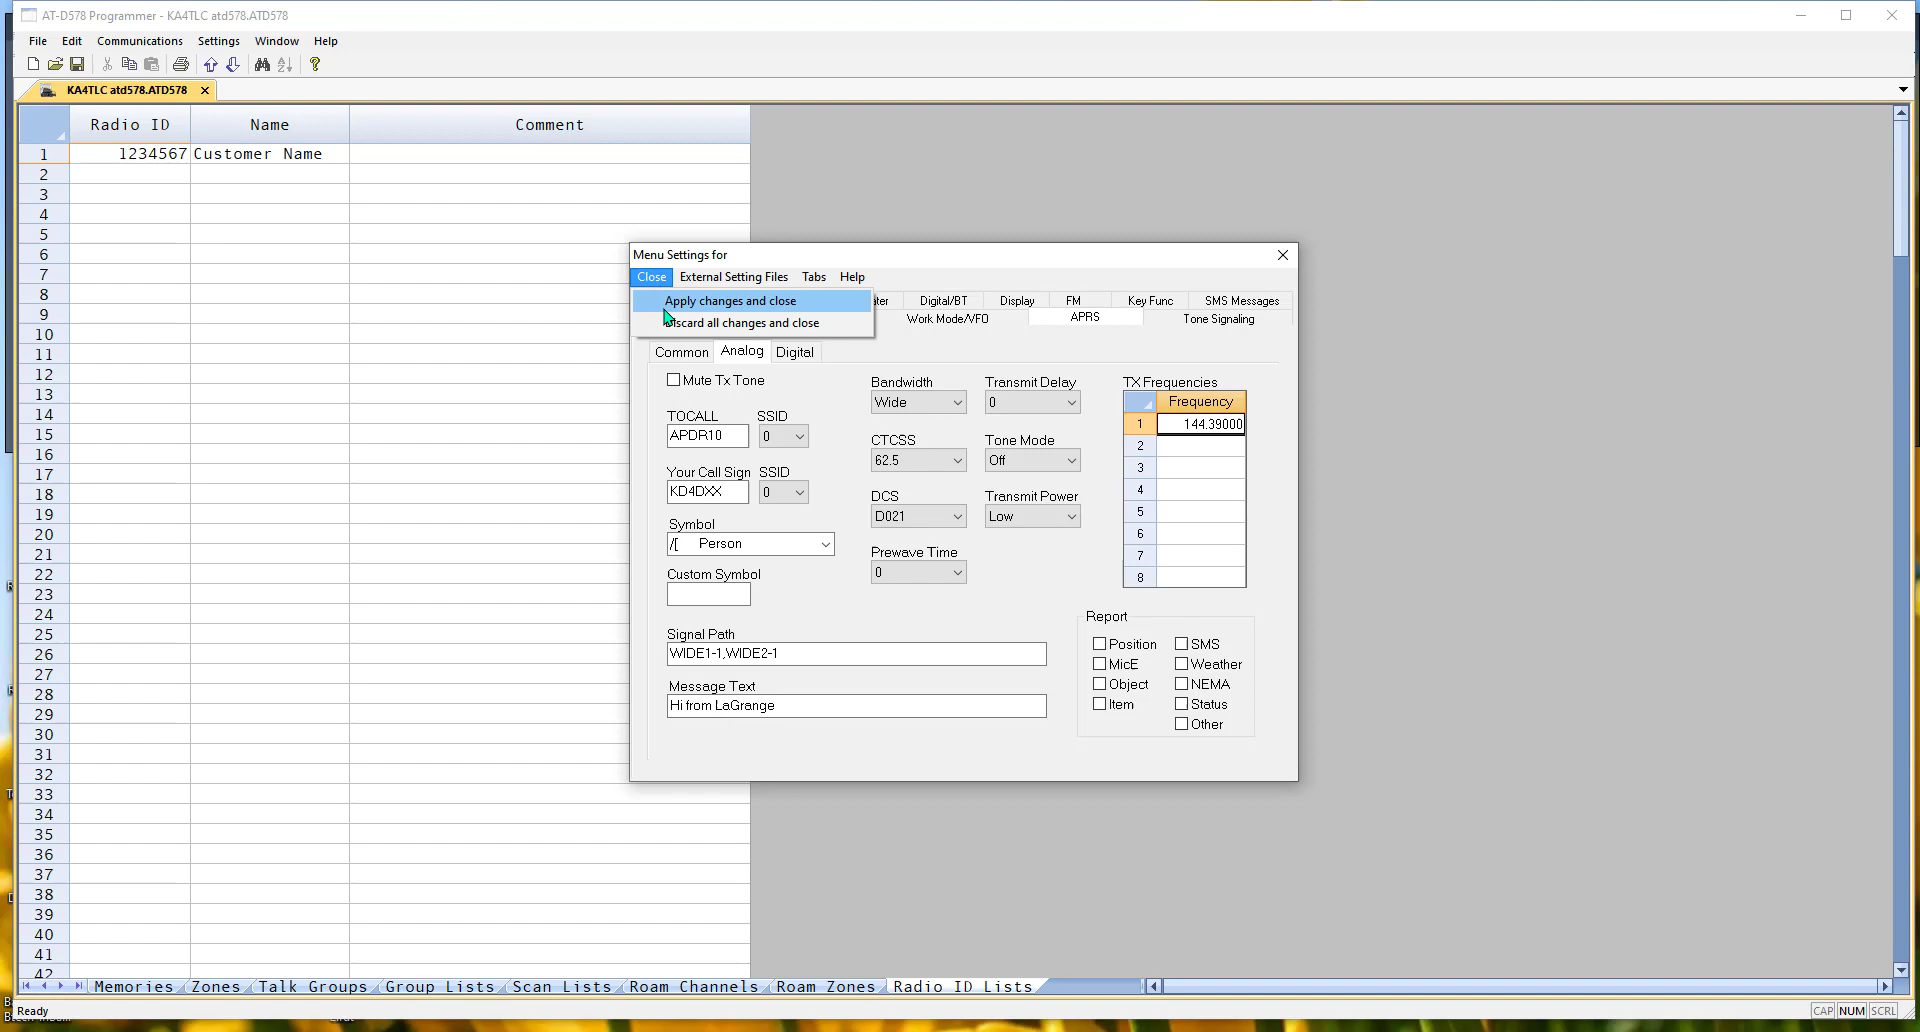 AT-D578 Programmer - KA4TLC atd578.ATD578
File Edit Communications Settings Window Help
KA4TLC atd578.ATD578
Radio ID Name Comment
1 1234567 Customer Name
2
3
4
5
6
7
8
9
10
11
12
13
14
15
16
17
18
19
20
21
22
23
24
25
26
27
28
29
30
31
32
33
34
35
36
37
38
39
40
41
42
Menu Settings for
Close External Setting Files Tabs Help
Apply changes and close
Discard all changes and close
Digital/BT Display FM Key Func SMS Messages
Work Mode/VFO APRS Tone Signaling
Common Analog Digital
Mute Tx Tone
TOCALL SSID
APDR10 0
Your Call Sign SSID
KD4DXX 0
Symbol
/[ Person
Custom Symbol
Signal Path
WIDE1-1,WIDE2-1
Message Text
Hi from LaGrange
Bandwidth Transmit Delay
Wide 0
CTCSS Tone Mode
62.5 Off
DCS Transmit Power
D021 Low
Prewave Time
0
TX Frequencies
Frequency
1 144.39000
2
3
4
5
6
7
8
Report
Position SMS
MicE Weather
Object NEMA
Item Status
Other
Memories Zones Talk Groups Group Lists Scan Lists Roam Channels Roam Zones Radio ID Lists
Ready
CAP NUM SCRL